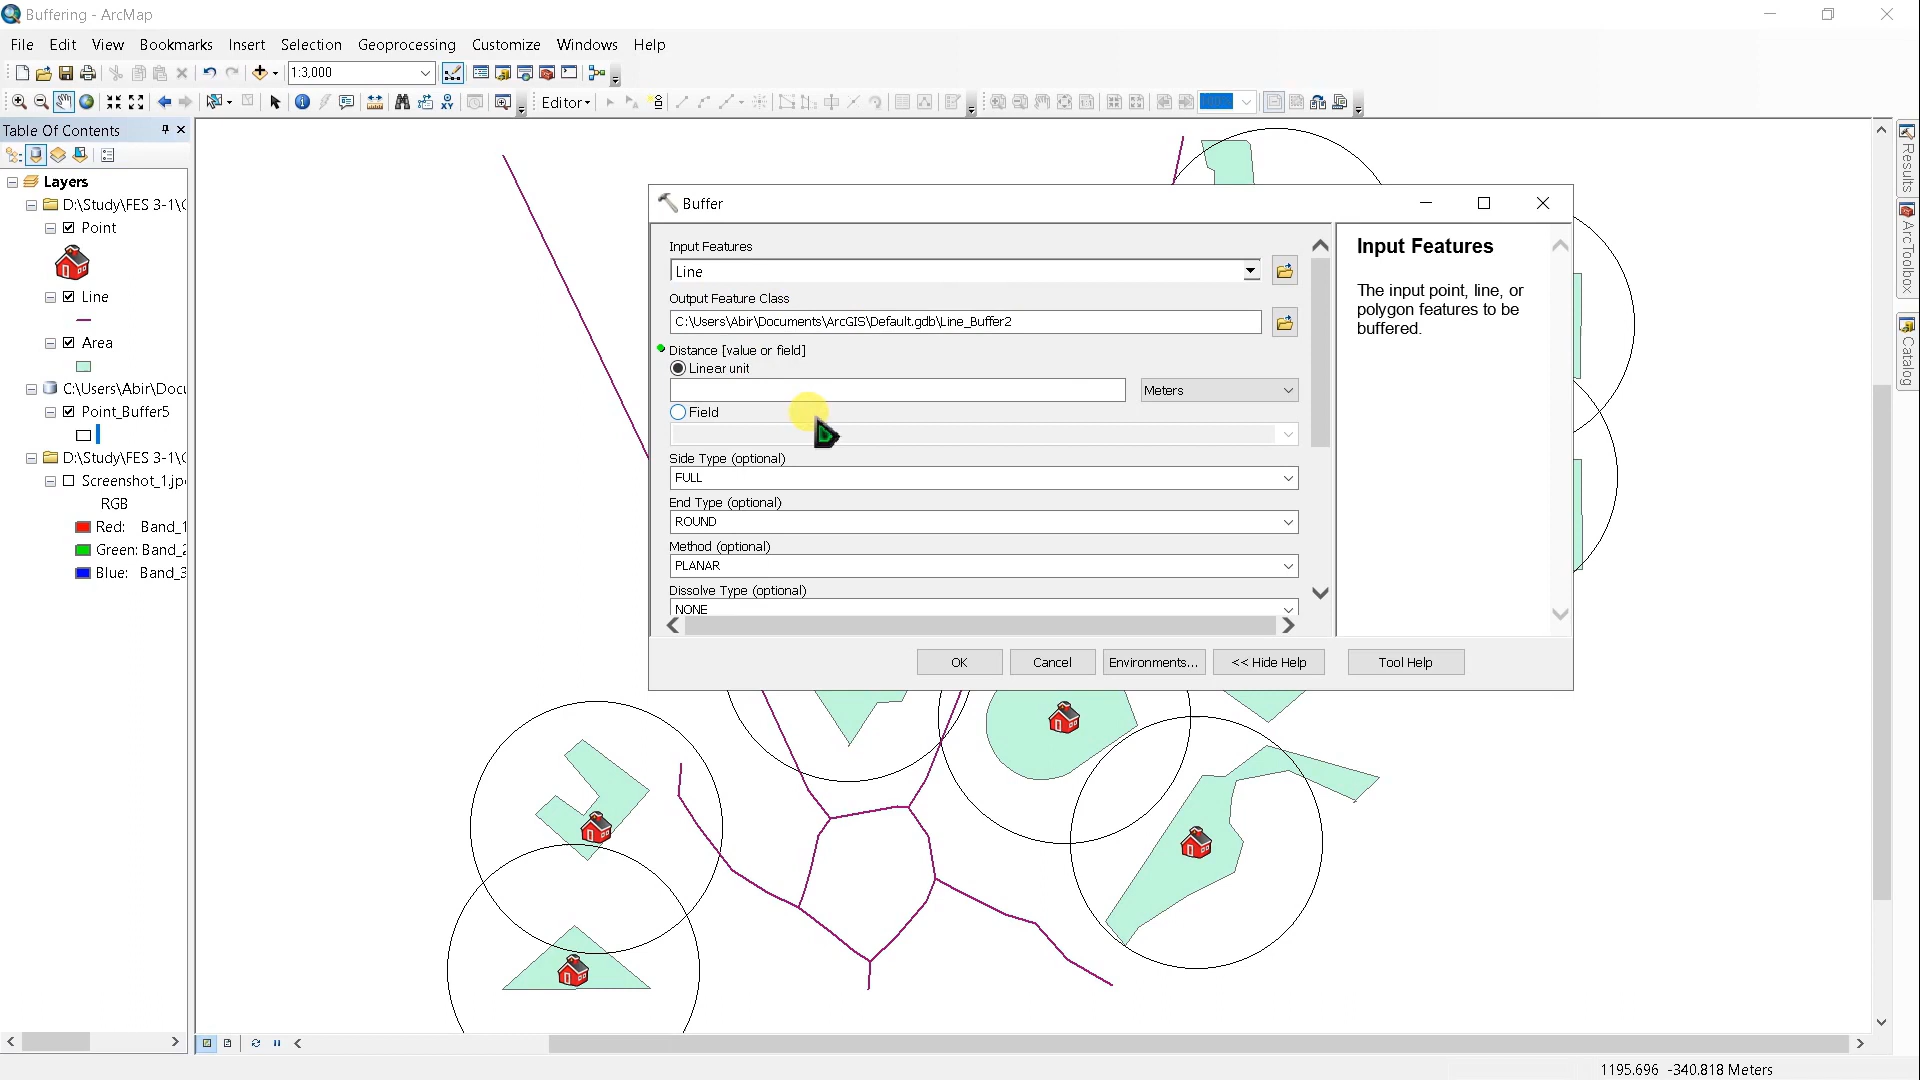 Buffering - ArcMap
File Edit View Bookmarks Insert Selection Geoprocessing Customize Windows Help
1:3,000
Editor
100%
Table Of Contents
Layers
D:\Study\FES 3-1\
Point
Line
Area
C:\Users\Abir\Docu
Point_Buffer5
D:\Study\FES 3-1\
Screenshot_1.jp
RGB
Red: Band_1
Green: Band_2
Blue: Band_3
Buffer
Input Features
Line
Output Feature Class
C:\Users\Abir\Documents\ArcGIS\Default.gdb\Line_Buffer2
Distance [value or field]
Linear unit
Meters
Field
Side Type (optional)
FULL
End Type (optional)
ROUND
Method (optional)
PLANAR
Dissolve Type (optional)
NONE
OK Cancel Environments... << Hide Help Tool Help
Input Features
The input point, line, or
polygon features to be
buffered.
Results
ArcToolbox
Catalog
1195.696 -340.818 Meters